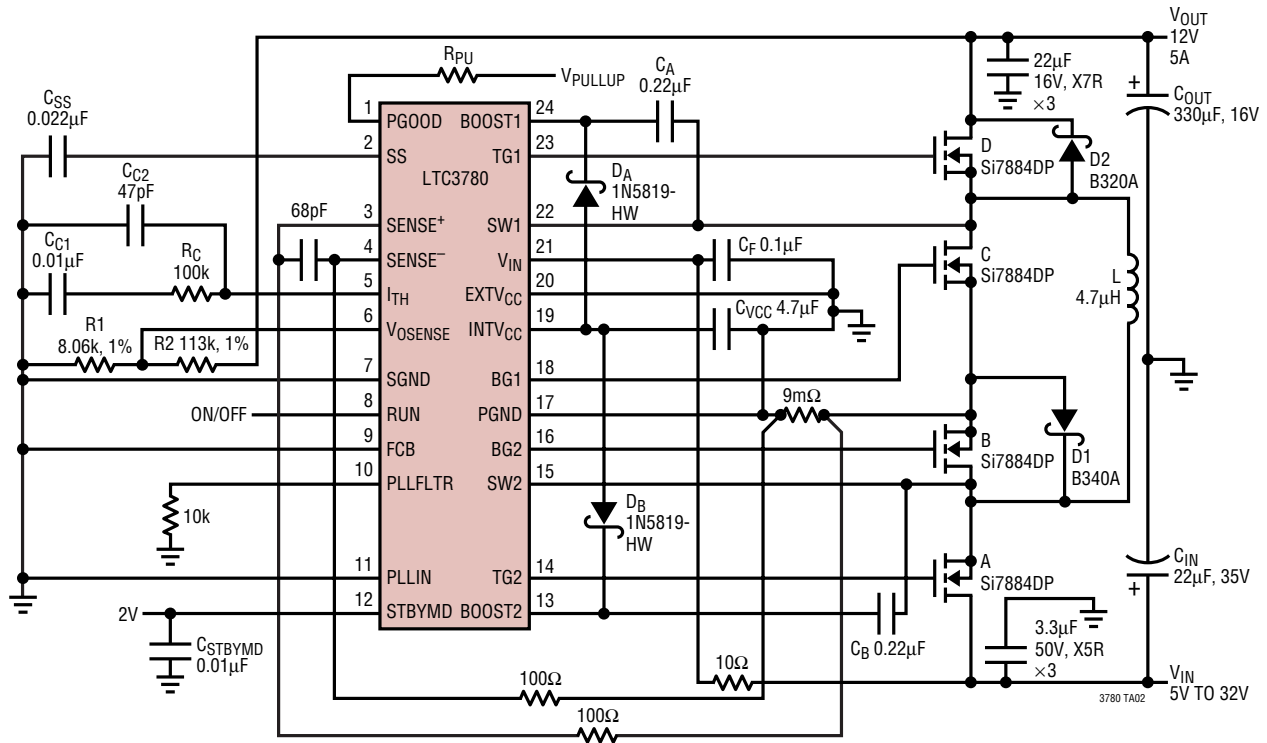 VOUT
12V
5A
RPU
VPULLUP
CA
0.22µF
22µF
16V, X7R
×3
+
COUT
330µF, 16V
CSS
0.022µF
1
PGOOD
BOOST1
24
2
SS
TG1
23
LTC3780
D
Si7884DP
D2
B320A
CC2
47pF
DA
1N5819-
HW
68pF
3
SENSE+
SW1
22
CC1
0.01µF
RC
100k
4
SENSE–
VIN
21
CF 0.1µF
C
Si7884DP
5
ITH
EXTVCC
20
L
4.7µH
CVCC 4.7µF
6
VOSENSE
INTVCC
19
R1
8.06k, 1%
R2 113k, 1%
7
SGND
BG1
18
ON/OFF
8
RUN
PGND
17
9mΩ
9
FCB
BG2
16
B
Si7884DP
D1
B340A
10
PLLFLTR
SW2
15
10k
DB
1N5819-
HW
11
PLLIN
TG2
14
A
Si7884DP
CIN
22µF, 35V
+
2V
12
STBYMD
BOOST2
13
CSTBYMD
0.01µF
CB 0.22µF
3.3µF
50V, X5R
×3
10Ω
100Ω
100Ω
VIN
5V TO 32V
3780 TA02